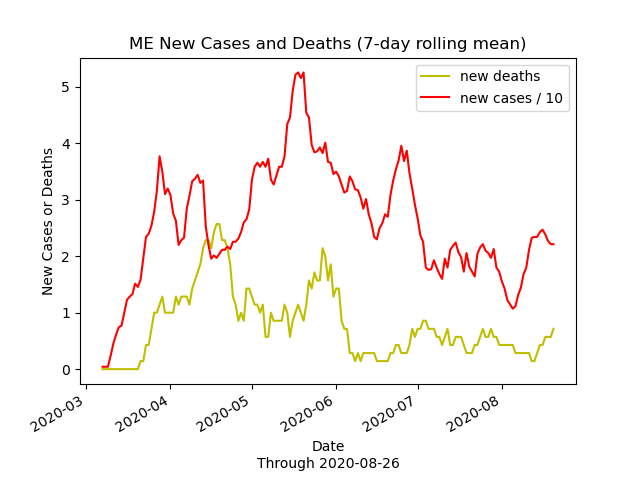 ME New Cases and Deaths (7-day rolling mean)
new deaths
new cases / 10
New Cases or Deaths
5
4
3
2
1
0
2020-03
2020-04
2020-05
2020-06
2020-07
2020-08
Date
Through 2020-08-26